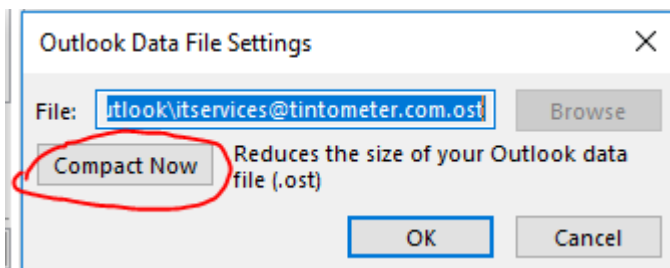 Outlook Data File Settings
File: utlook\itservices@tintometer.com.ost Browse
Compact Now Reduces the size of your Outlook data
file (.ost)
OK Cancel